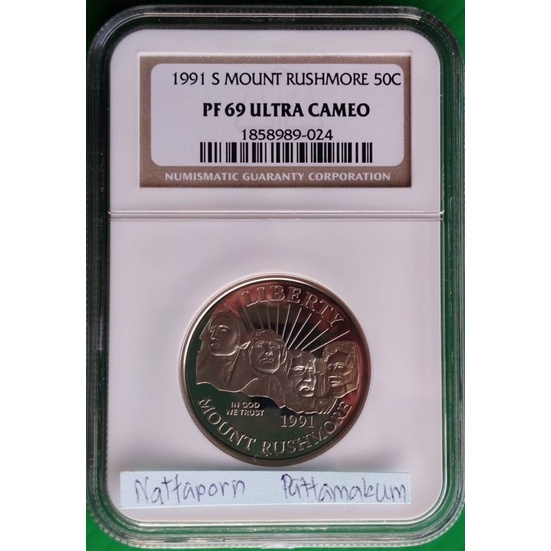 1991 S MOUNT RUSHMORE 50C
PF 69 ULTRA CAMEO
1858989-024
NUMISMATIC GUARANTY CORPORATION
LIBERTY
IN GOD
WE TRUST
1991
MOUNT RUSHMORE
Nattaporn Pattamakum